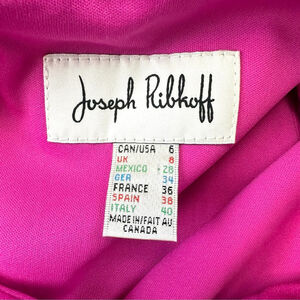 Joseph Ribkoff
CAN/USA 6
UK 8
MEXICO 28
GER 34
FRANCE 36
SPAIN 38
ITALY 40
MADE IN/FAIT AU
CANADA